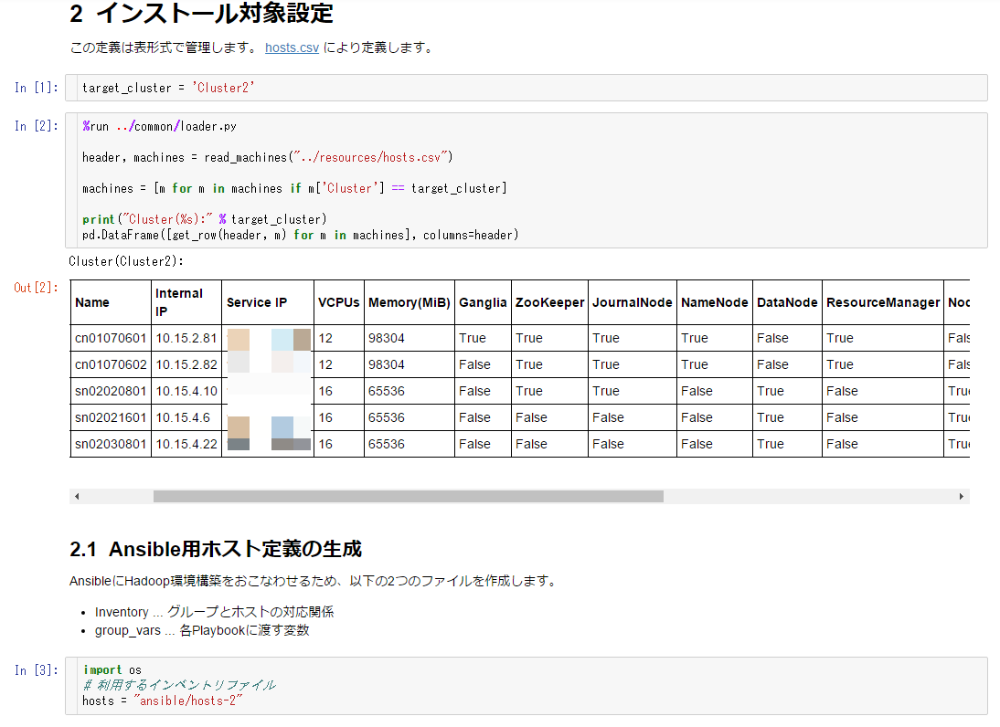 2 インストール対象設定
この定義は表形式で管理します。 hosts.csv により定義します。
In [1]: target_cluster = 'Cluster2'
In [2]: %run ../common/loader.py
header, machines = read_machines("../resources/hosts.csv")
machines = [m for m in machines if m['Cluster'] == target_cluster]
print("Cluster(%s):" % target_cluster)
pd.DataFrame([get_row(header, m) for m in machines], columns=header)
Cluster(Cluster2):
Out[2]:
Name Internal IP Service IP VCPUs Memory(MiB) Ganglia ZooKeeper JournalNode NameNode DataNode ResourceManager
cn01070601 10.15.2.81 12 98304 True True True True False True
cn01070602 10.15.2.82 12 98304 False True True True False True
sn02020801 10.15.4.10 16 65536 False True True False True False
sn02021601 10.15.4.6 16 65536 False False False False True False
sn02030801 10.15.4.22 16 65536 False False False False True False
2.1 Ansible用ホスト定義の生成
AnsibleにHadoop環境構築をおこなわせるため、以下の2つのファイルを作成します。
• Inventory ... グループとホストの対応関係
• group_vars ... 各Playbookに渡す変数
In [3]: import os
# 利用するインベントリファイル
hosts = "ansible/hosts-2"